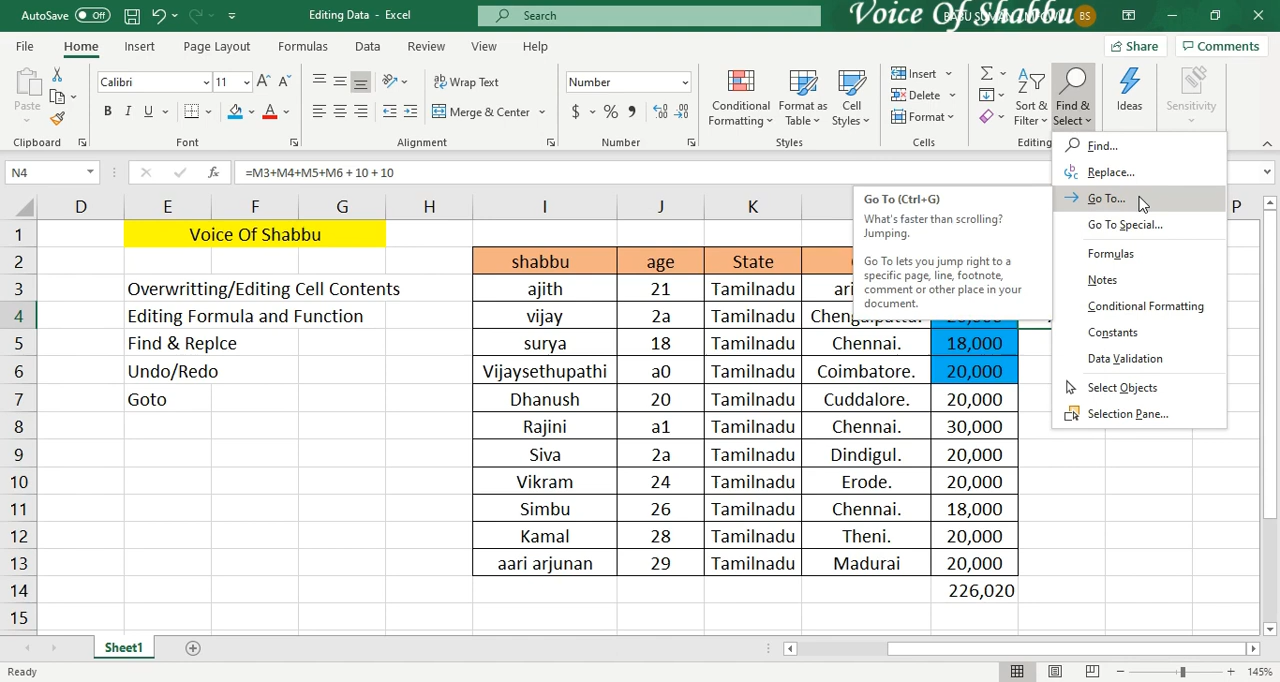 AutoSave Off
Editing Data - Excel
Search
Voice Of Shabbu
BS
File Home Insert Page Layout Formulas Data Review View Help Share Comments
Paste
Calibri 11
Wrap Text
Number
Conditional Formatting
Format as Table
Cell Styles
Insert
Sort & Filter
Find & Select
Ideas
Sensitivity
B I U
Merge & Center
$ % ,
Delete
Format
Clipboard Font Alignment Number Styles Cells Editing
N4
fx
=M3+M4+M5+M6 + 10 + 10
Find...
Replace...
Go To...
Go To Special...
Formulas
Notes
Conditional Formatting
Constants
Data Validation
Select Objects
Selection Pane...
Go To (Ctrl+G)
What's faster than scrolling?
Jumping.
Go To lets you jump right to a
specific page, line, footnote,
comment or other place in your
document.
D E F G H I J K P
1 Voice Of Shabbu
2 shabbu age State
3 Overwritting/Editing Cell Contents ajith 21 Tamilnadu
4 Editing Formula and Function vijay 2a Tamilnadu
5 Find & Replce surya 18 Tamilnadu Chennai. 18,000
6 Undo/Redo Vijaysethupathi a0 Tamilnadu Coimbatore. 20,000
7 Goto Dhanush 20 Tamilnadu Cuddalore. 20,000
8 Rajini a1 Tamilnadu Chennai. 30,000
9 Siva 2a Tamilnadu Dindigul. 20,000
10 Vikram 24 Tamilnadu Erode. 20,000
11 Simbu 26 Tamilnadu Chennai. 18,000
12 Kamal 28 Tamilnadu Theni. 20,000
13 aari arjunan 29 Tamilnadu Madurai 20,000
14 226,020
15
Sheet1
Ready
145%